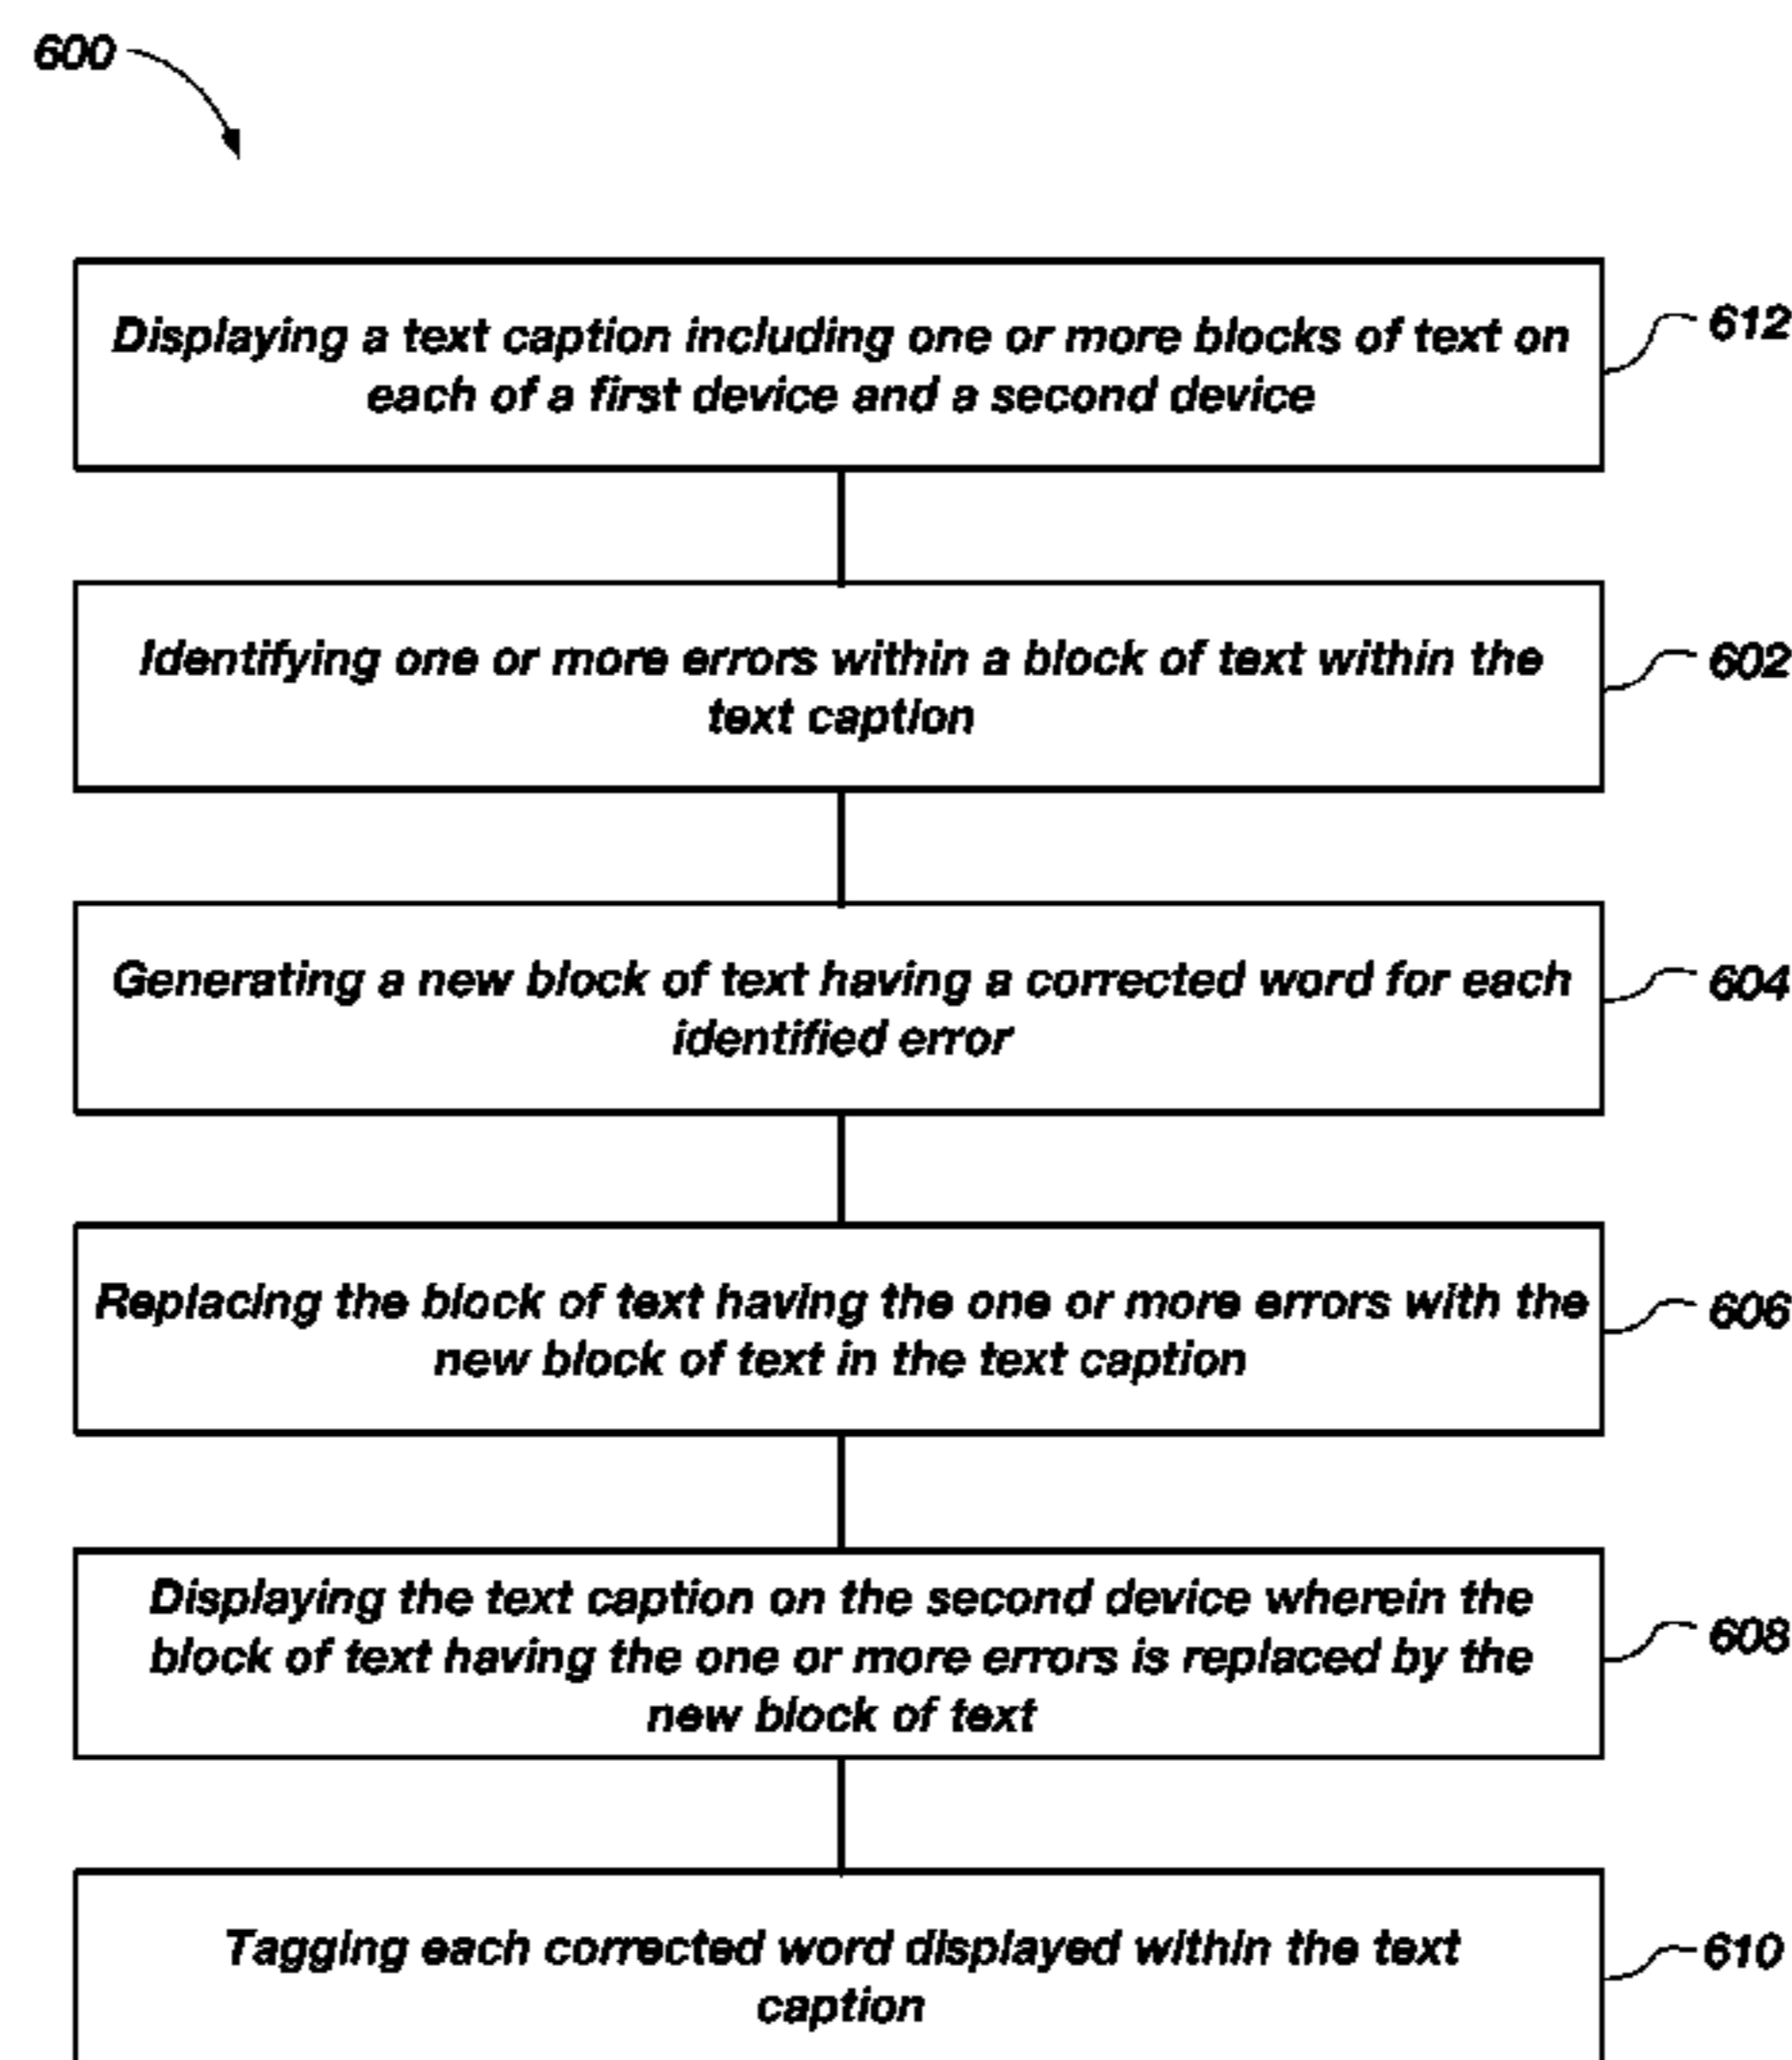 600
Displaying a text caption including one or more blocks of text on
each of a first device and a second device
612
Identifying one or more errors within a block of text within the
text caption
602
Generating a new block of text having a corrected word for each
identified error
604
Replacing the block of text having the one or more errors with the
new block of text in the text caption
606
Displaying the text caption on the second device wherein the
block of text having the one or more errors is replaced by the
new block of text
608
Tagging each corrected word displayed within the text
caption
610